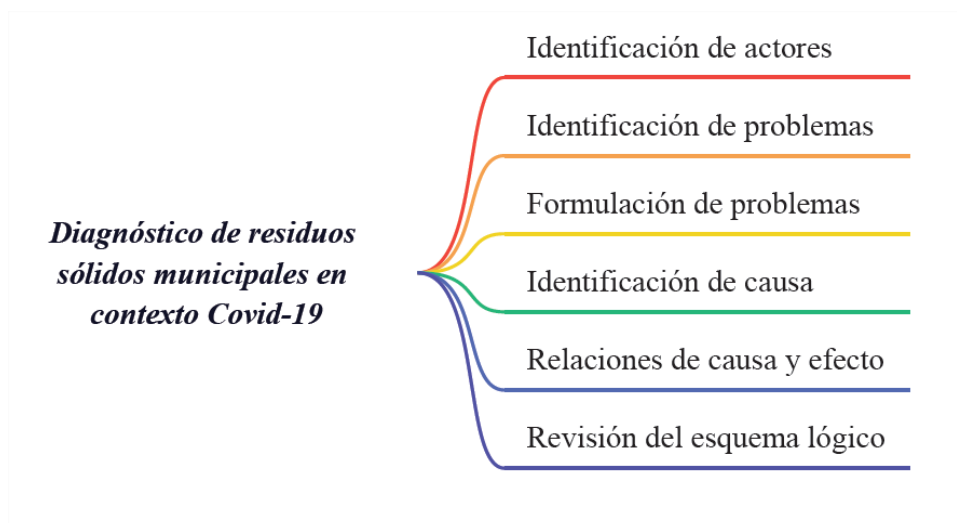 Diagnóstico de residuos
sólidos municipales en
contexto Covid-19
Identificación de actores
Identificación de problemas
Formulación de problemas
Identificación de causa
Relaciones de causa y efecto
Revisión del esquema lógico